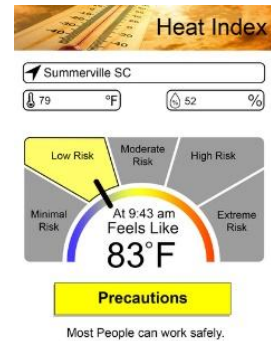 Heat Index
Summerville SC
79 °F
52 %
Low Risk
Moderate
Risk
High Risk
Minimal
Risk
Extreme
Risk
At 9:43 am
Feels Like
83°F
Precautions
Most People can work safely.